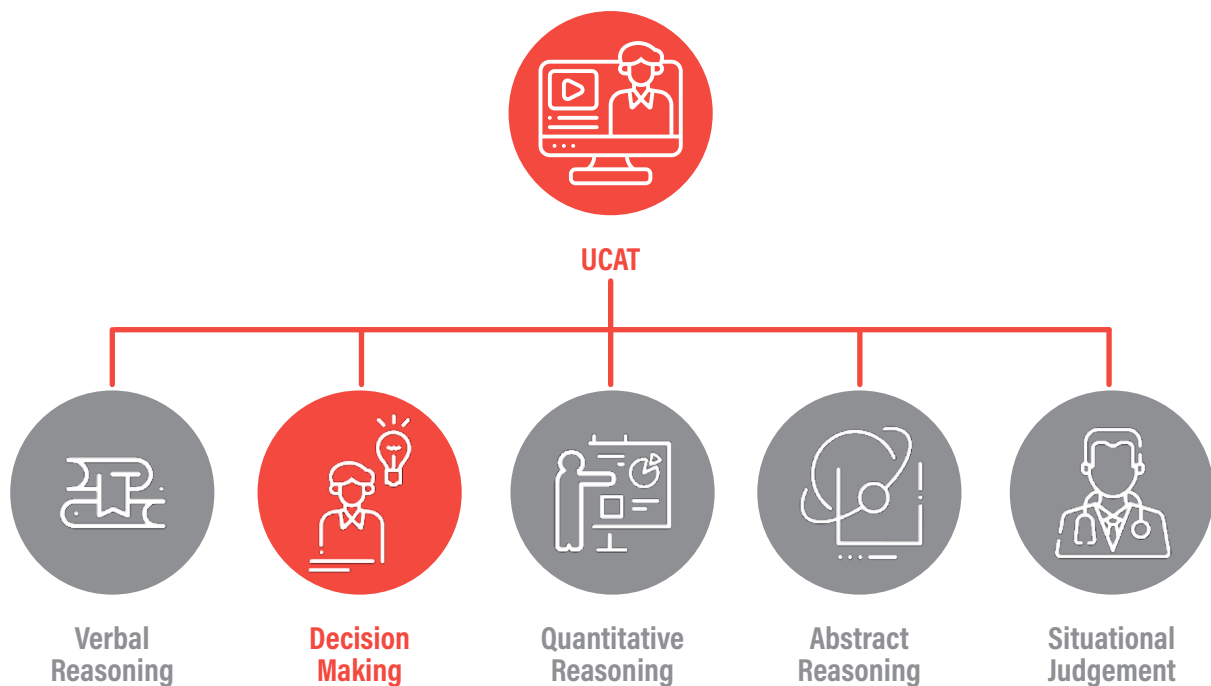 UCAT
Verbal
Reasoning
Decision
Making
Quantitative
Reasoning
Abstract
Reasoning
Situational
Judgement